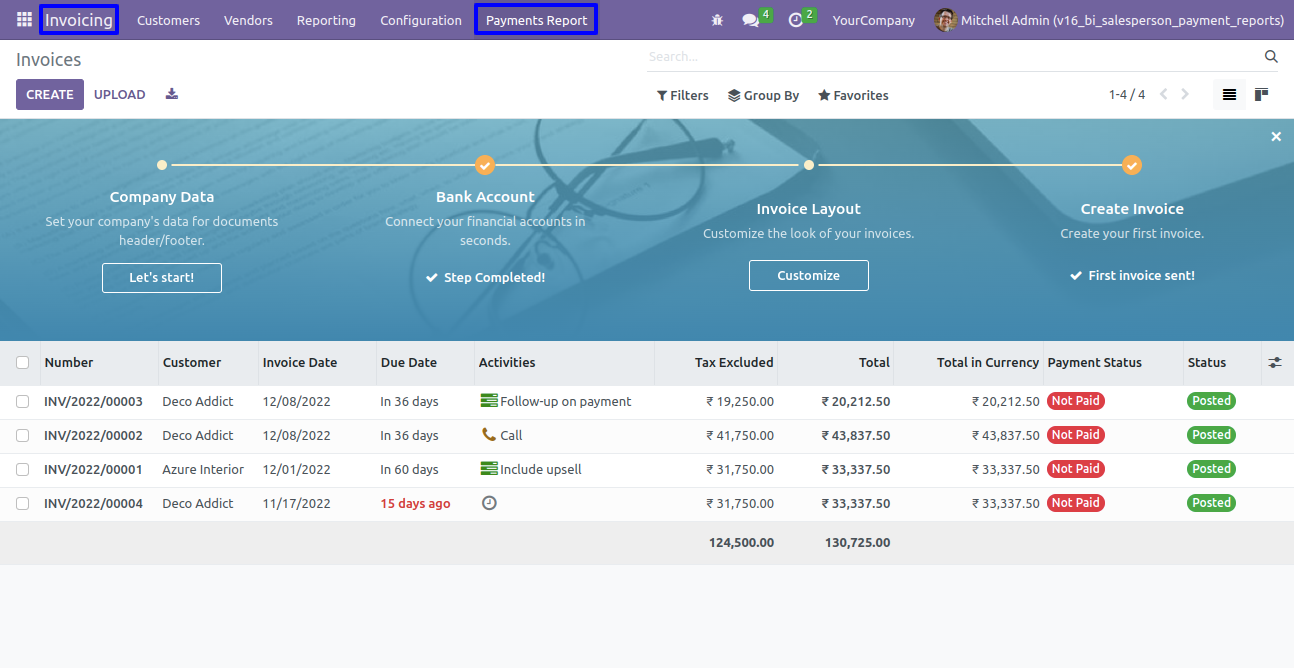 Invoicing Customers Vendors Reporting Configuration Payments Report 4 2 YourCompany Mitchell Admin (v16_bi_salesperson_payment_reports)
Invoices
Search...
CREATE UPLOAD
Filters Group By Favorites 1-4 / 4
Company Data
Set your company's data for documents
header/footer.
Let's start!
Bank Account
Connect your financial accounts in
seconds.
Step Completed!
Invoice Layout
Customize the look of your invoices.
Customize
Create Invoice
Create your first invoice.
First invoice sent!
Number Customer Invoice Date Due Date Activities Tax Excluded Total Total in Currency Payment Status Status
INV/2022/00003 Deco Addict 12/08/2022 In 36 days Follow-up on payment ₹ 19,250.00 ₹ 20,212.50 ₹ 20,212.50 Not Paid Posted
INV/2022/00002 Deco Addict 12/08/2022 In 36 days Call ₹ 41,750.00 ₹ 43,837.50 ₹ 43,837.50 Not Paid Posted
INV/2022/00001 Azure Interior 12/01/2022 In 60 days Include upsell ₹ 31,750.00 ₹ 33,337.50 ₹ 33,337.50 Not Paid Posted
INV/2022/00004 Deco Addict 11/17/2022 15 days ago ₹ 31,750.00 ₹ 33,337.50 ₹ 33,337.50 Not Paid Posted
124,500.00 130,725.00